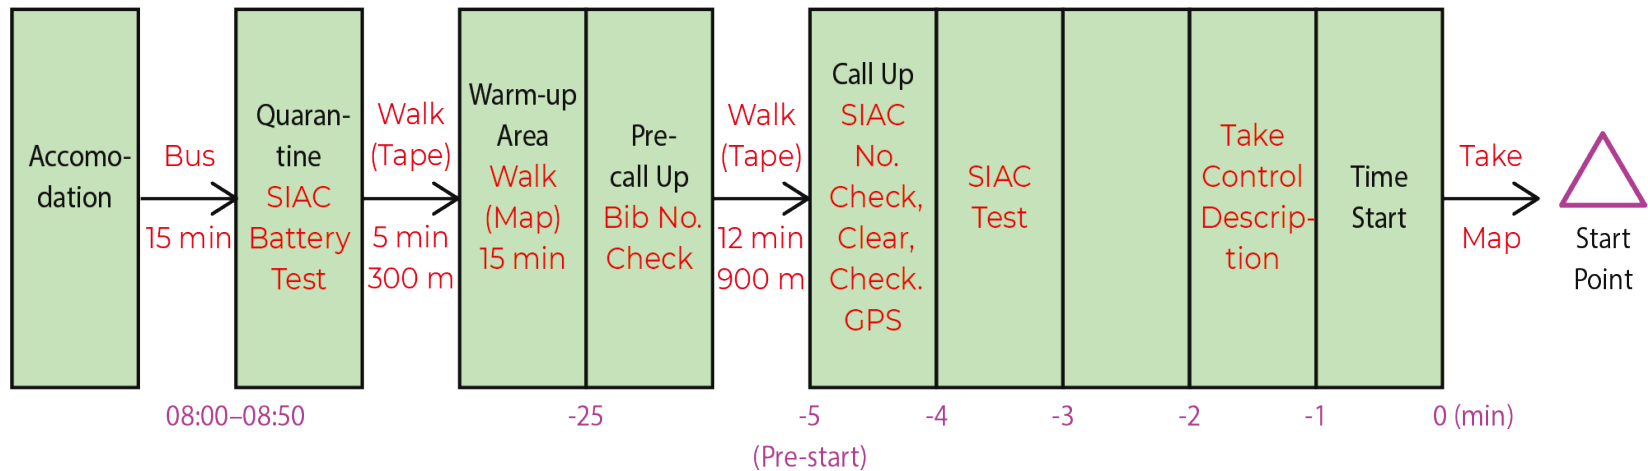 Accomo-
dation
Bus
15 min
Quaran-
tine
SIAC
Battery
Test
Walk
(Tape)
5 min
300 m
Warm-up
Area
Walk
(Map)
15 min
Pre-
call Up
Bib No.
Check
Walk
(Tape)
12 min
900 m
Call Up
SIAC
No.
Check,
Clear,
Check.
GPS
SIAC
Test
Take
Control
Descrip-
tion
Time
Start
Take
Map
Start
Point
08:00–08:50
-25
-5
(Pre-start)
-4
-3
-2
-1
0 (min)